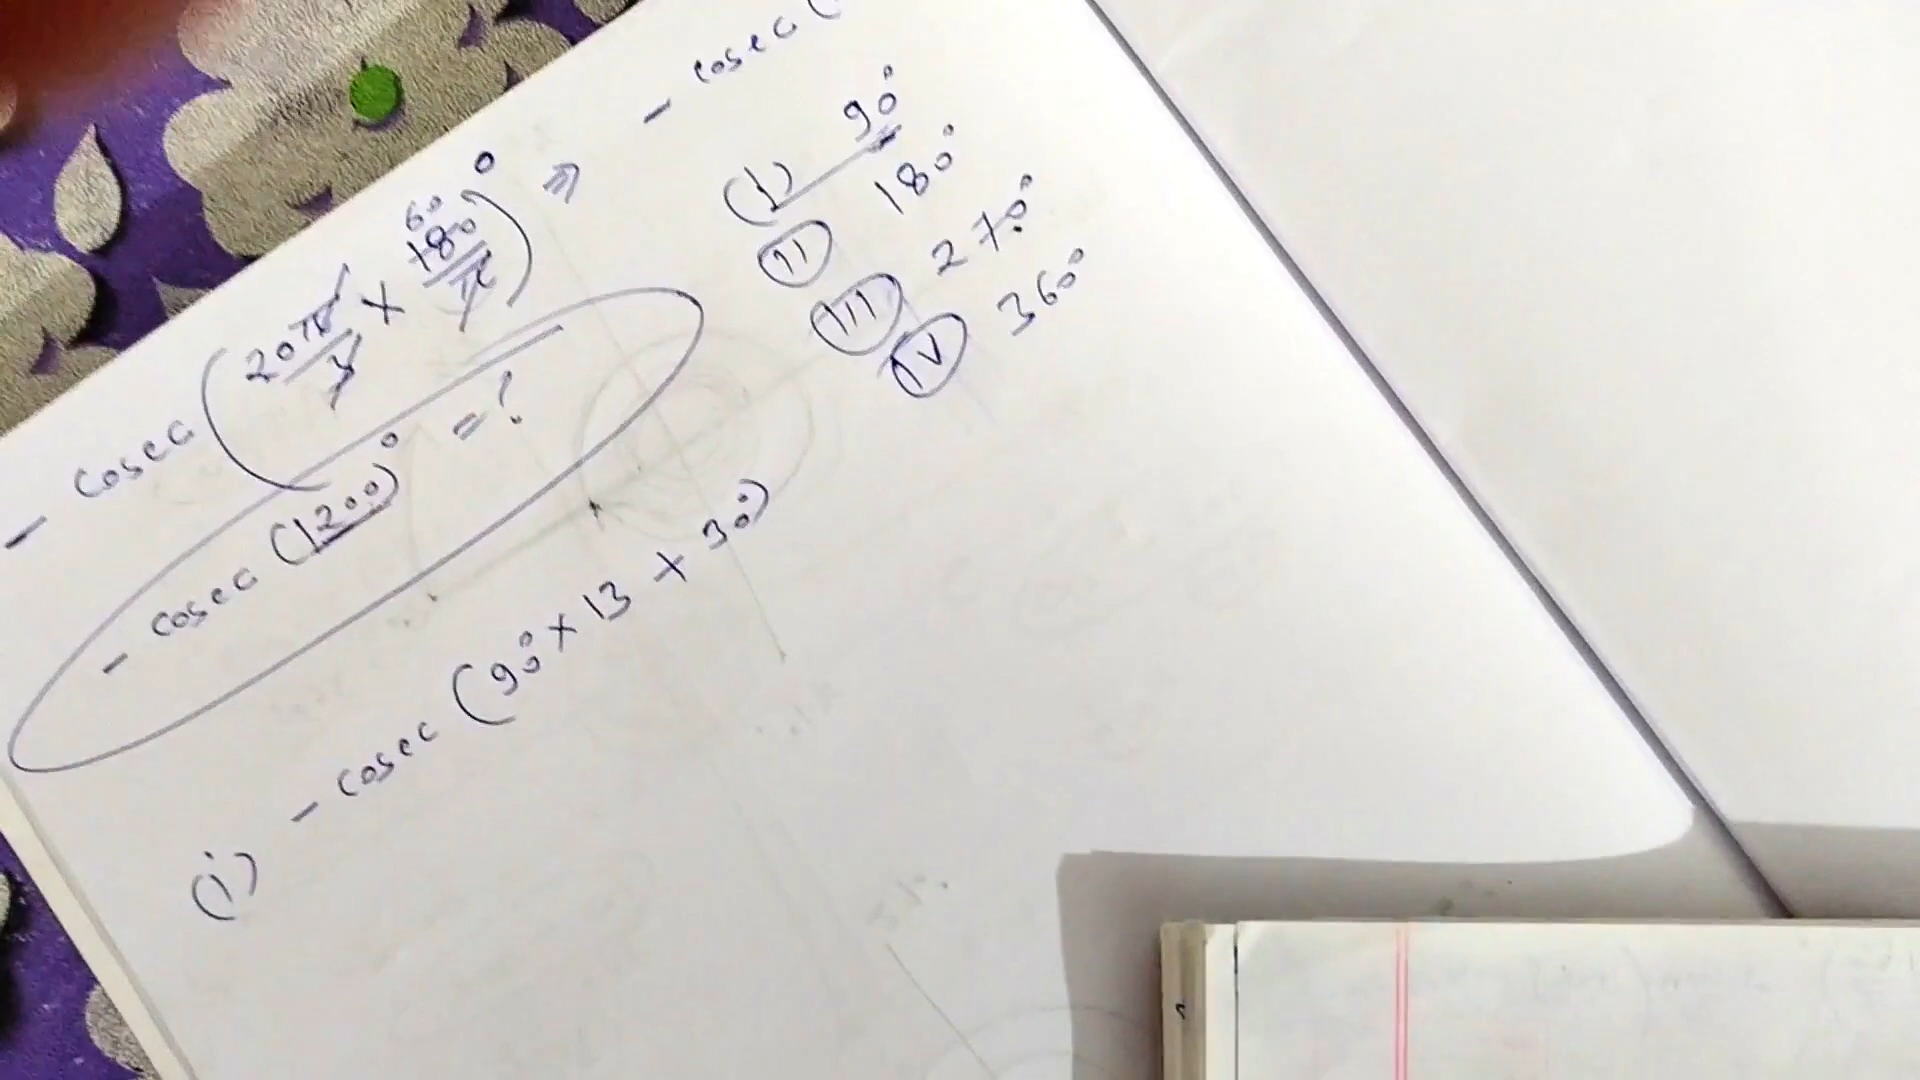 - cosec (20π/3 × 180/π)° ⇒ - cosec (
60
- cosec (1200)° = ?
(I) 90°
(II) 180°
(III) 270°
(IV) 360°
(i) - cosec (90° × 13 + 30°)